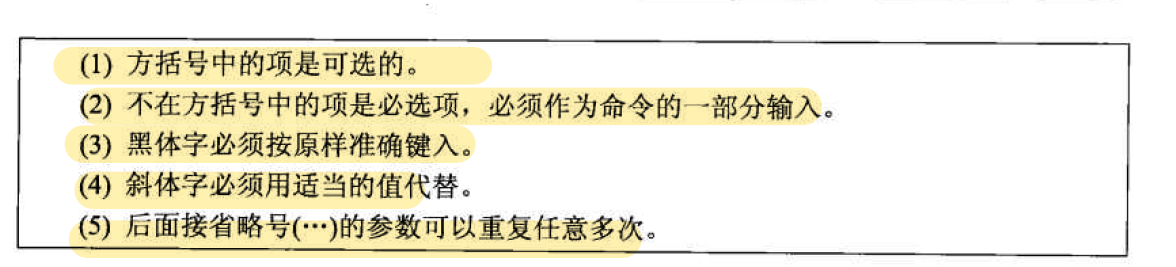 (1) 方括号中的项是可选的。
(2) 不在方括号中的项是必选项，必须作为命令的一部分输入。
(3) 黑体字必须按原样准确键入。
(4) 斜体字必须用适当的值代替。
(5) 后面接省略号(…)的参数可以重复任意多次。